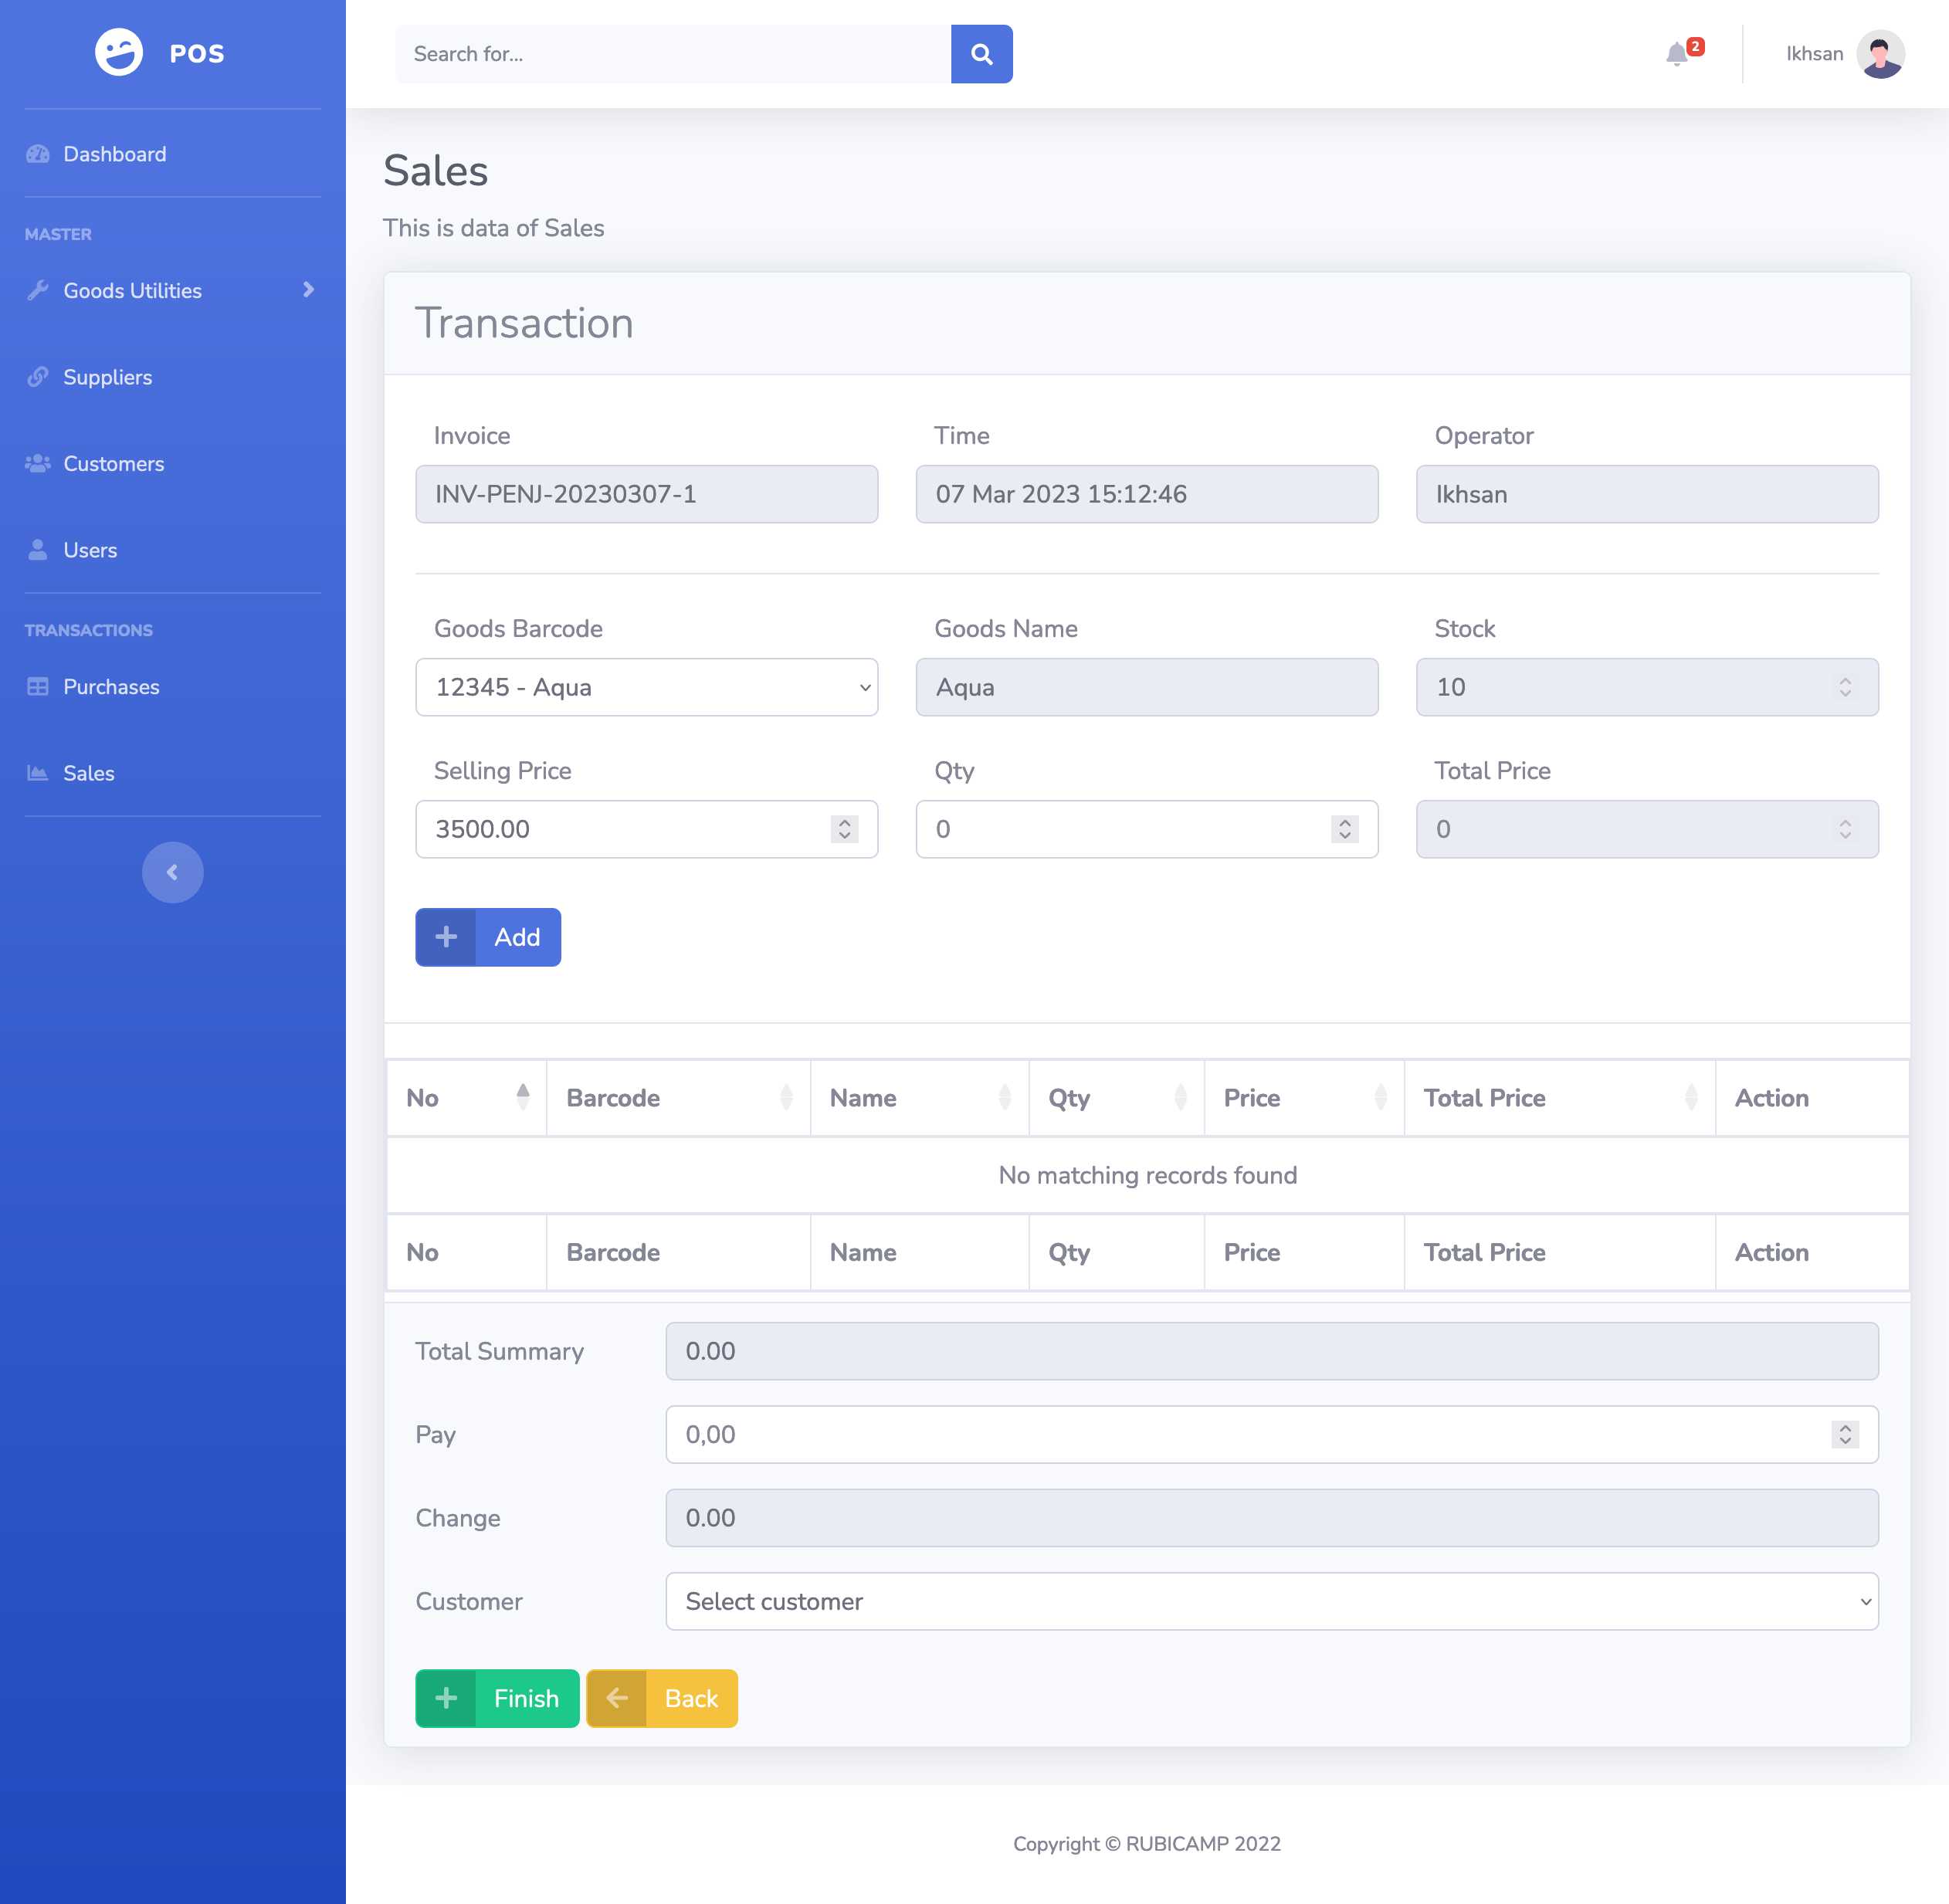 POS
Search for...
2
Ikhsan
Dashboard
MASTER
Goods Utilities
Suppliers
Customers
Users
TRANSACTIONS
Purchases
Sales
Sales
This is data of Sales
Transaction
Invoice Time Operator
INV-PENJ-20230307-1 07 Mar 2023 15:12:46 Ikhsan
Goods Barcode Goods Name Stock
12345 - Aqua Aqua 10
Selling Price Qty Total Price
3500.00 0 0
Add
No Barcode Name Qty Price Total Price Action
No matching records found
No Barcode Name Qty Price Total Price Action
Total Summary 0.00
Pay 0,00
Change 0.00
Customer Select customer
Finish Back
Copyright © RUBICAMP 2022